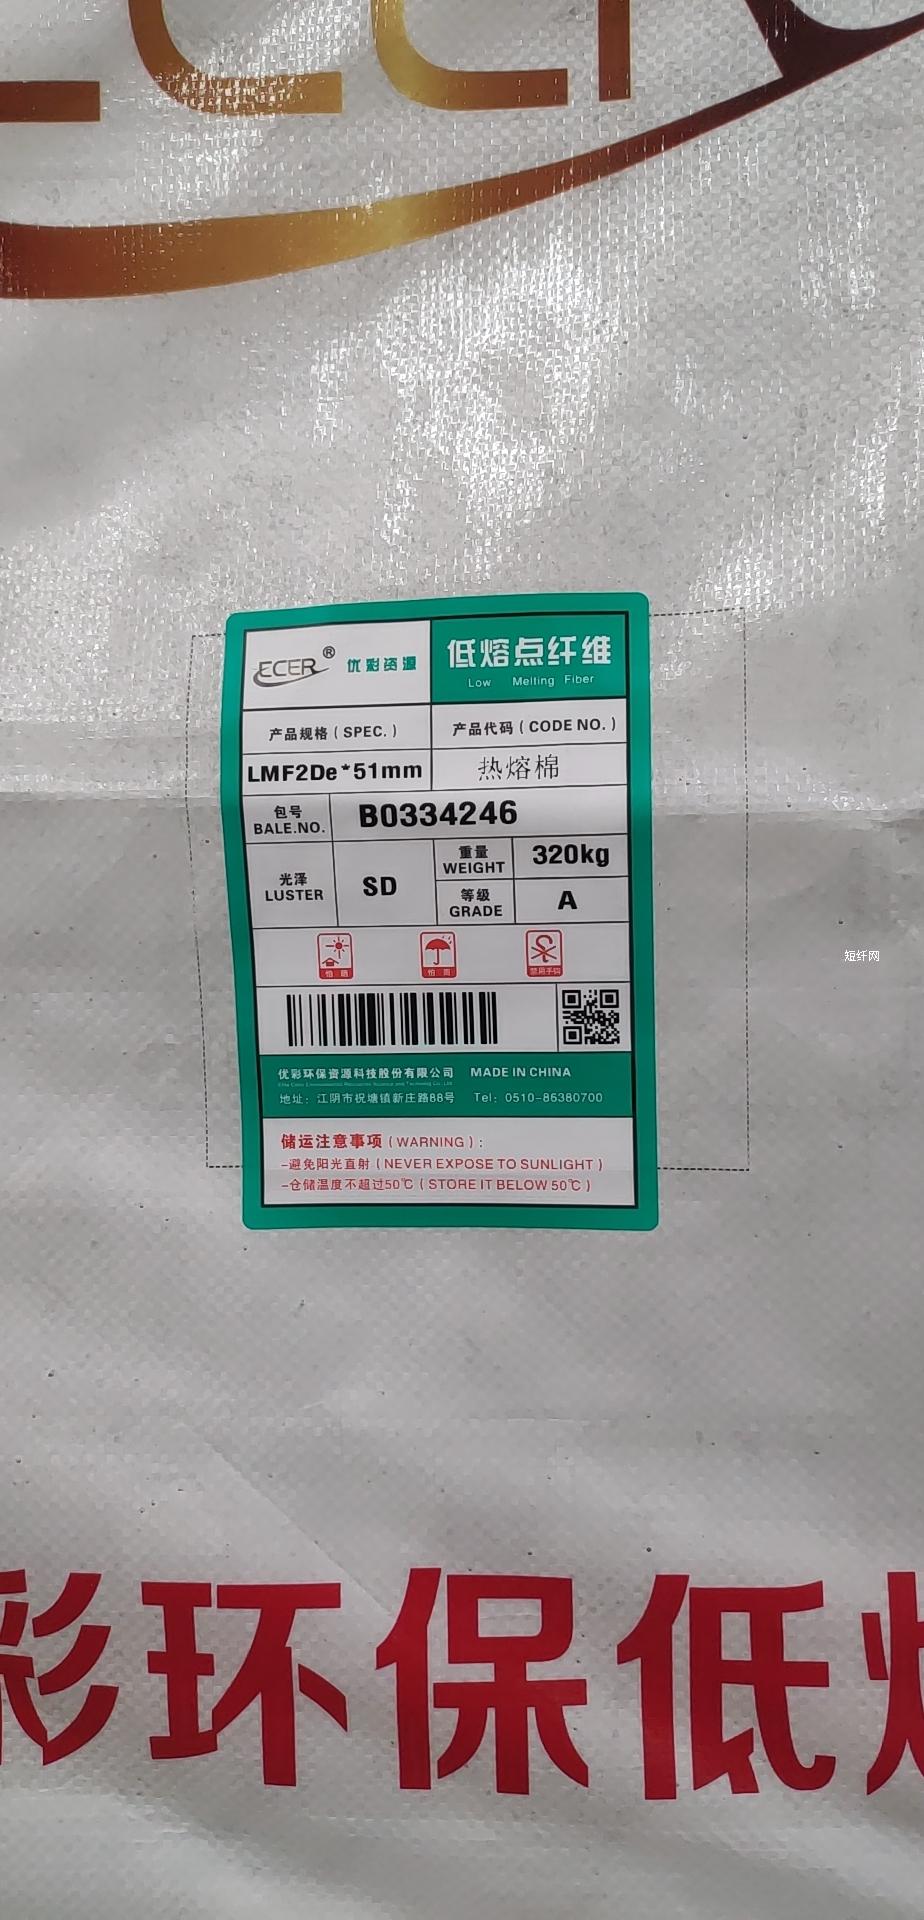 ECER
ECER® 优彩资源
低熔点纤维
Low Melting Fiber
产品规格（SPEC.）
产品代码（CODE NO.）
LMF2De*51mm
热熔棉
包号
BALE.NO.
B0334246
光泽
LUSTER
SD
重量
WEIGHT
320kg
等级
GRADE
A
怕晒
怕雨
禁用手钩
短纤网
优彩环保资源科技股份有限公司 MADE IN CHINA
地址：江阴市祝塘镇新庄路88号 Tel：0510-86380700
储运注意事项（WARNING）：
-避免阳光直射（NEVER EXPOSE TO SUNLIGHT）
-仓储温度不超过50℃（STORE IT BELOW 50℃）
彩环保低